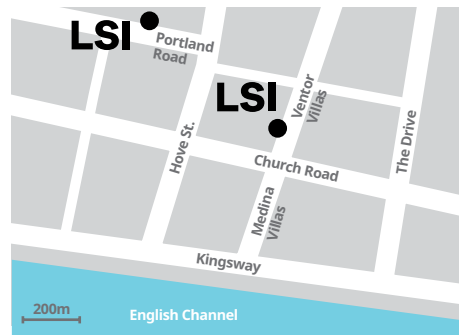 LSI
Portland
Road
LSI
Ventor
Villas
Hove St.
The Drive
Church Road
Medina
Villas
Kingsway
200m
English Channel